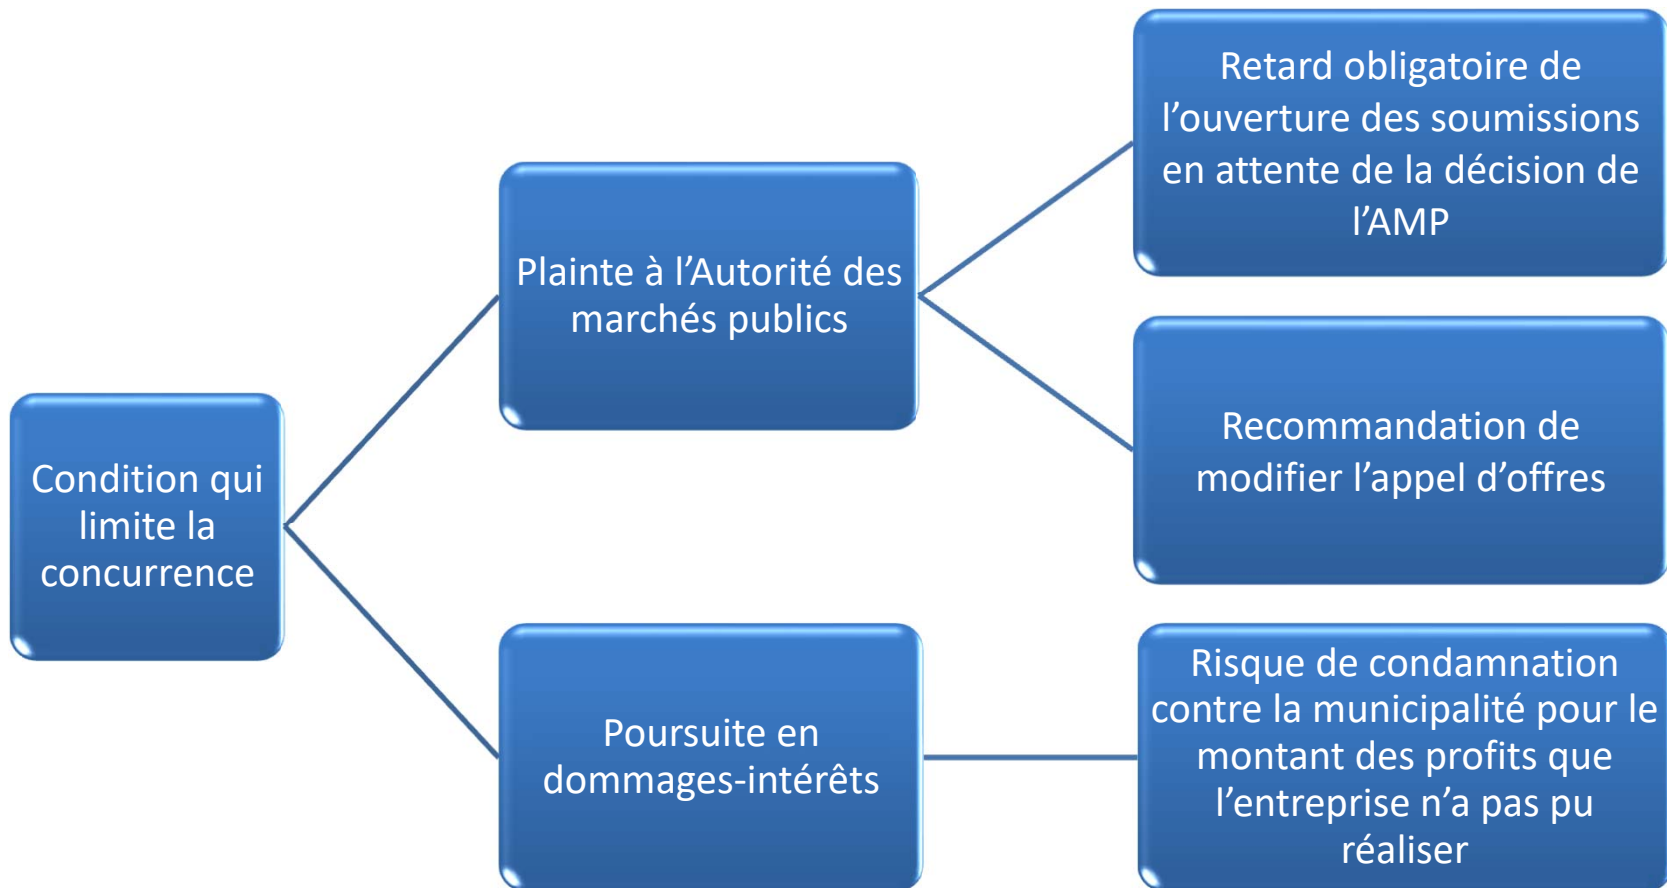 Condition qui
limite la
concurrence
Plainte à l’Autorité des
marchés publics
Retard obligatoire de
l’ouverture des soumissions
en attente de la décision de
l’AMP
Recommandation de
modifier l’appel d’offres
Poursuite en
dommages-intérêts
Risque de condamnation
contre la municipalité pour le
montant des profits que
l’entreprise n’a pas pu
réaliser